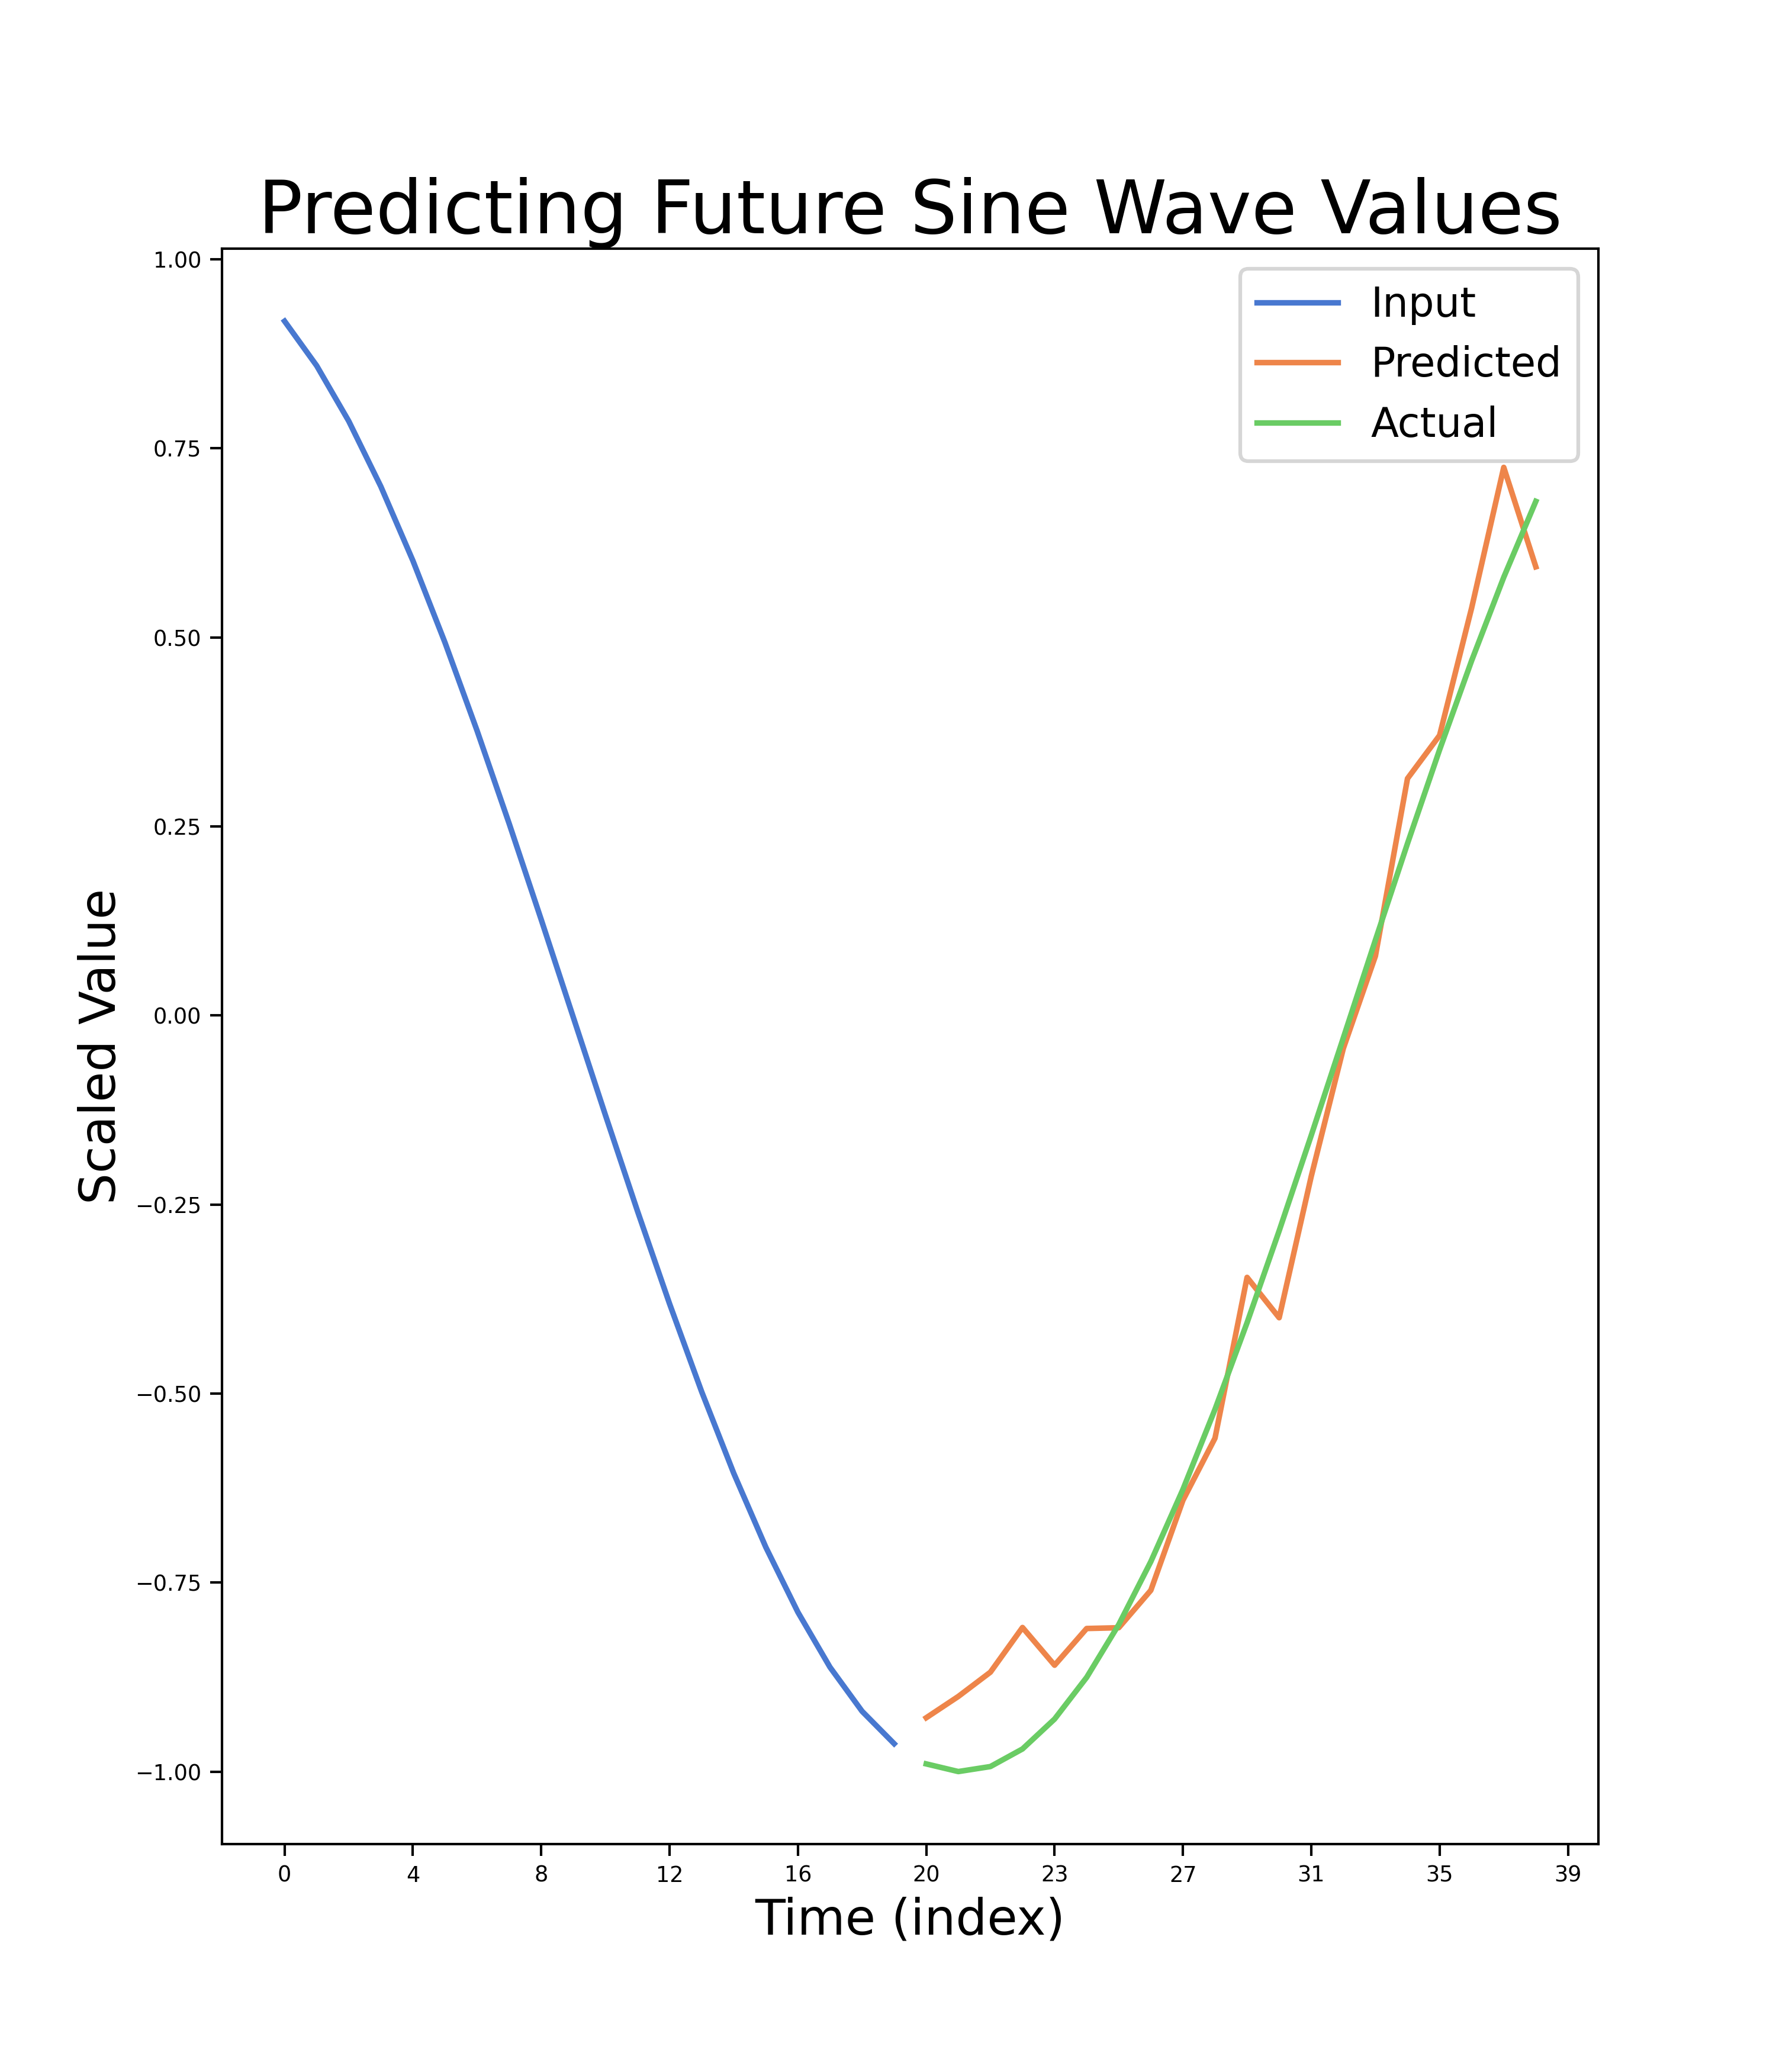 Predicting Future Sine Wave Values
1.00
0.75
0.50
0.25
0.00
−0.25
−0.50
−0.75
−1.00
Scaled Value
Input
Predicted
Actual
0 4 8 12 16 20 23 27 31 35 39
Time (index)